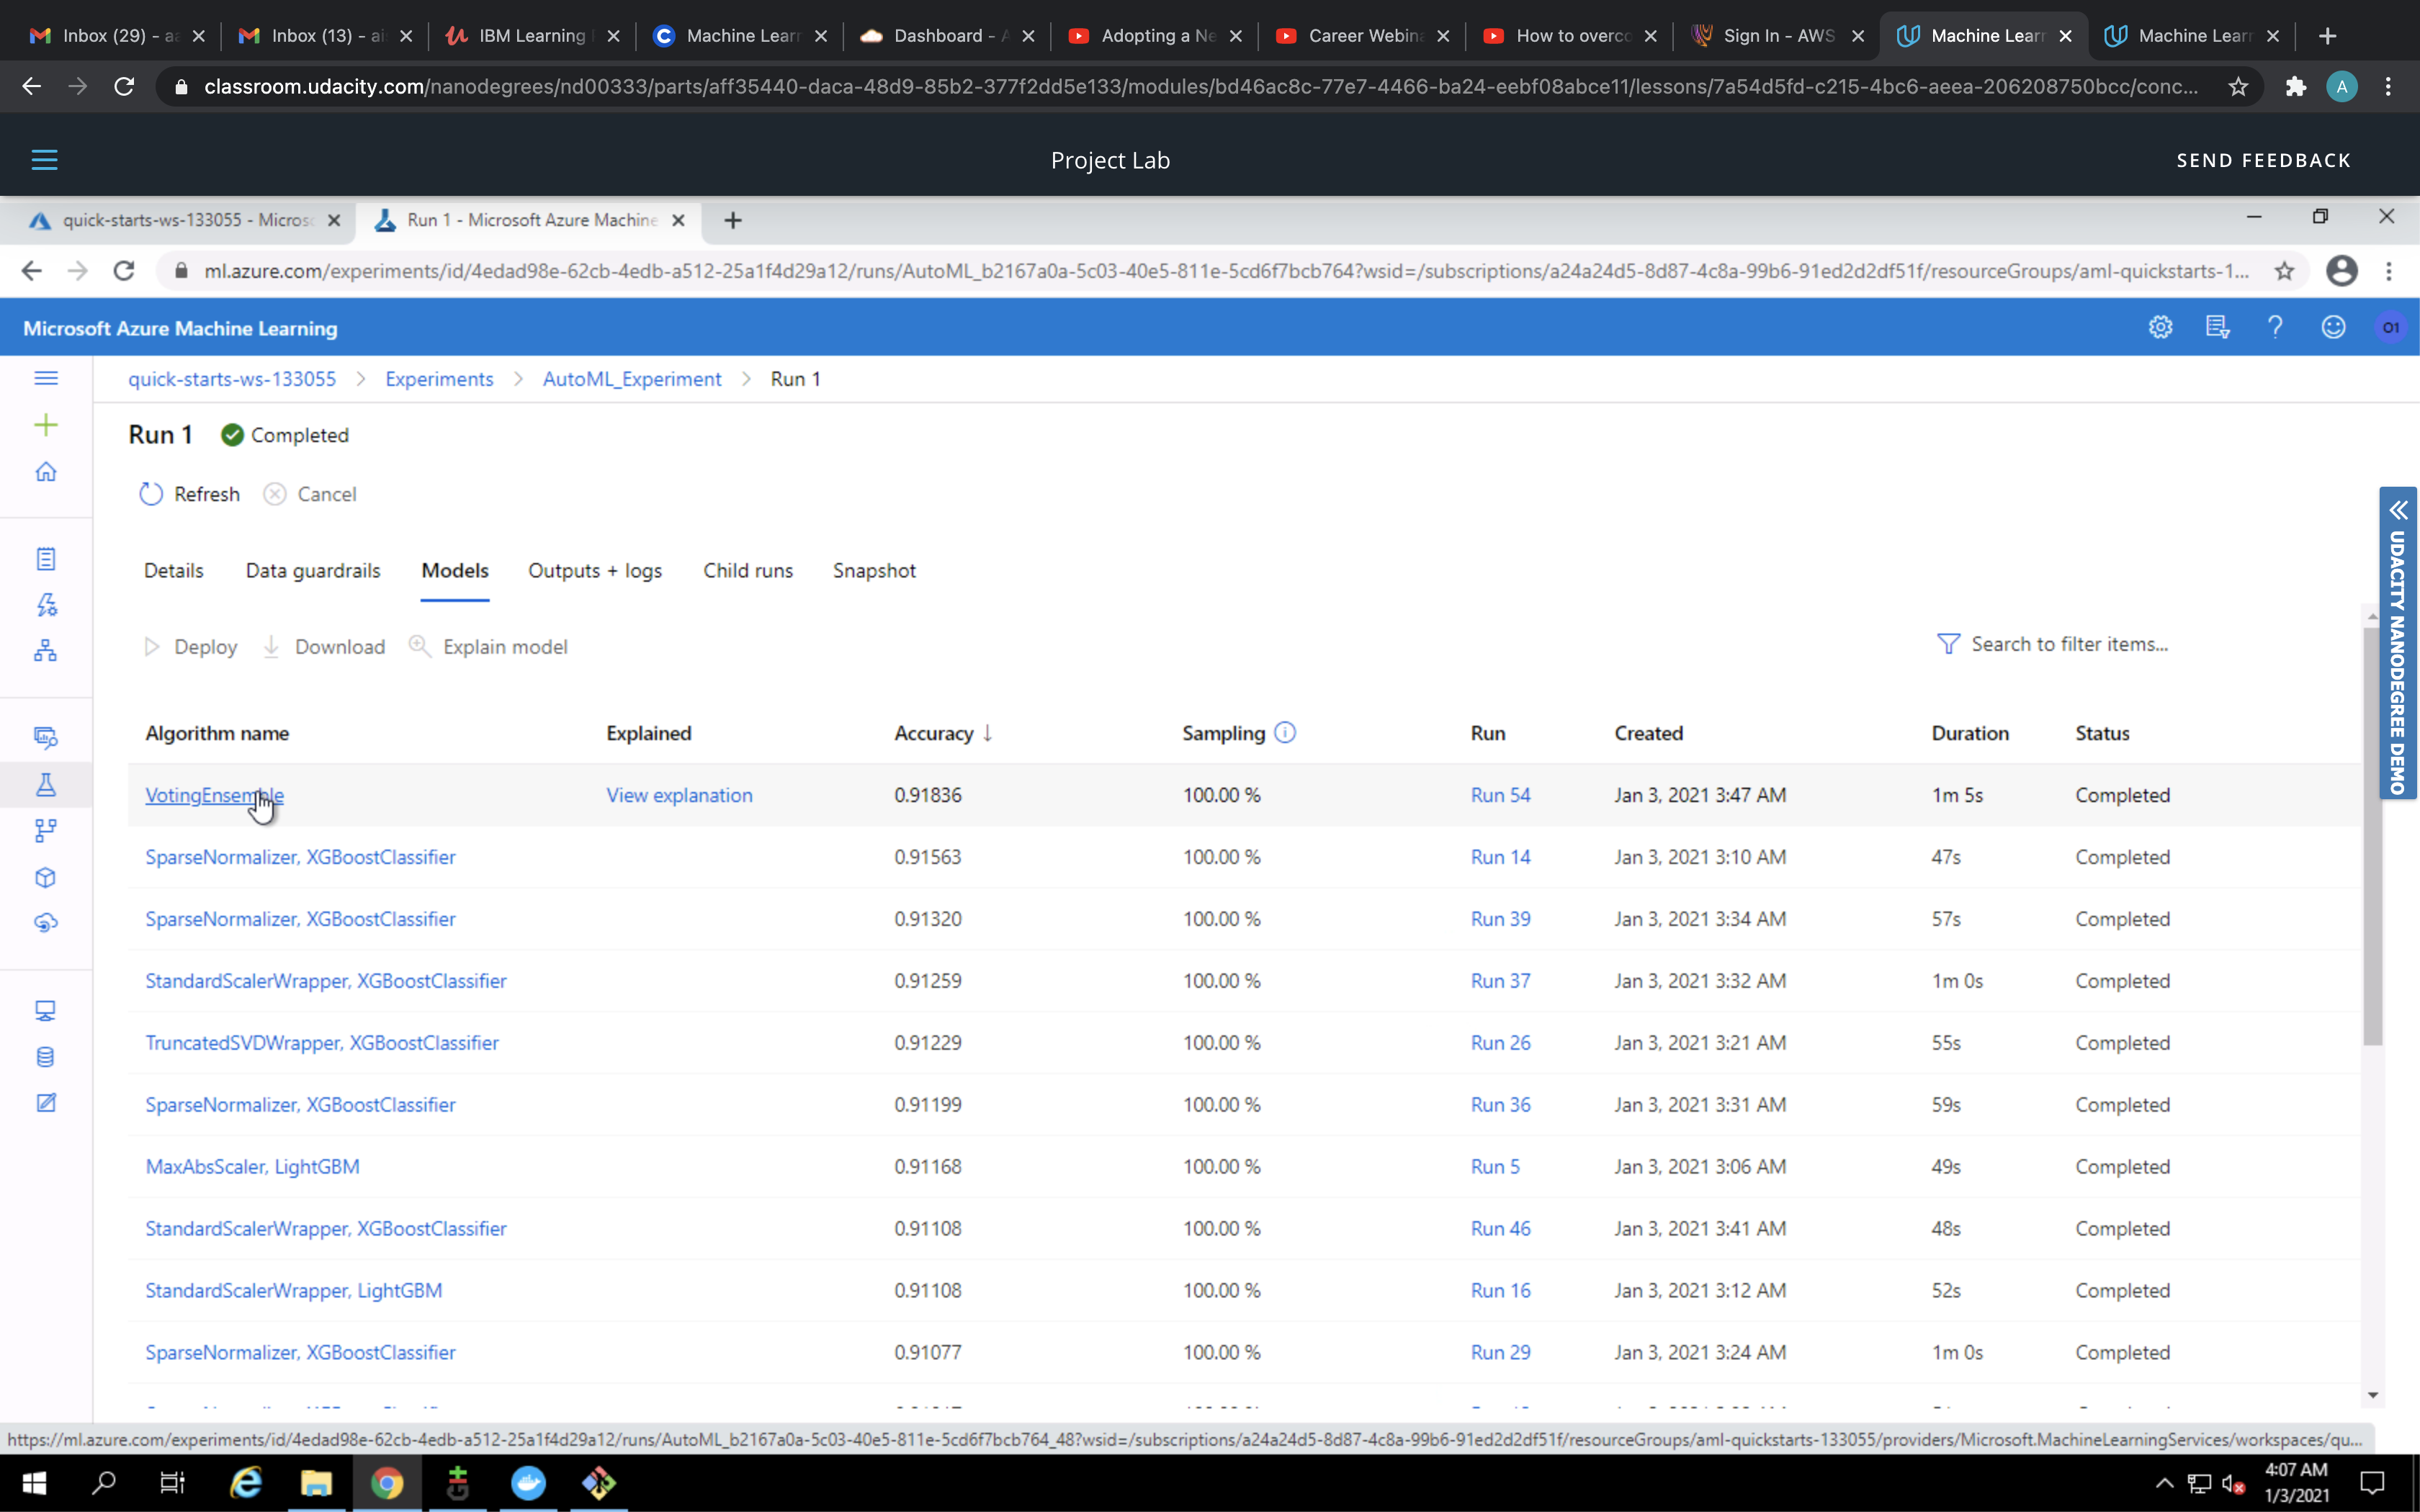 Inbox (29) - aa
Inbox (13) - ai
IBM Learning
Machine Learn
Dashboard - A
Adopting a Ne
Career Webina
How to overco
Sign In - AWS
Machine Learn
Machine Learn
classroom.udacity.com/nanodegrees/nd00333/parts/aff35440-daca-48d9-85b2-377f2dd5e133/modules/bd46ac8c-77e7-4466-ba24-eebf08abce11/lessons/7a54d5fd-c215-4bc6-aeea-206208750bcc/conc...
A
Project Lab
SEND FEEDBACK
quick-starts-ws-133055 - Micros
Run 1 - Microsoft Azure Machine
ml.azure.com/experiments/id/4edad98e-62cb-4edb-a512-25a1f4d29a12/runs/AutoML_b2167a0a-5c03-40e5-811e-5cd6f7bcb764?wsid=/subscriptions/a24a24d5-8d87-4c8a-99b6-91ed2d2df51f/resourceGroups/aml-quickstarts-1...
Microsoft Azure Machine Learning
O1
quick-starts-ws-133055 > Experiments > AutoML_Experiment > Run 1
Run 1 Completed
Refresh Cancel
Details Data guardrails Models Outputs + logs Child runs Snapshot
Deploy Download Explain model Search to filter items...
Algorithm name Explained Accuracy ↓ Sampling Run Created Duration Status
VotingEnsemble View explanation 0.91836 100.00 % Run 54 Jan 3, 2021 3:47 AM 1m 5s Completed
SparseNormalizer, XGBoostClassifier 0.91563 100.00 % Run 14 Jan 3, 2021 3:10 AM 47s Completed
SparseNormalizer, XGBoostClassifier 0.91320 100.00 % Run 39 Jan 3, 2021 3:34 AM 57s Completed
StandardScalerWrapper, XGBoostClassifier 0.91259 100.00 % Run 37 Jan 3, 2021 3:32 AM 1m 0s Completed
TruncatedSVDWrapper, XGBoostClassifier 0.91229 100.00 % Run 26 Jan 3, 2021 3:21 AM 55s Completed
SparseNormalizer, XGBoostClassifier 0.91199 100.00 % Run 36 Jan 3, 2021 3:31 AM 59s Completed
MaxAbsScaler, LightGBM 0.91168 100.00 % Run 5 Jan 3, 2021 3:06 AM 49s Completed
StandardScalerWrapper, XGBoostClassifier 0.91108 100.00 % Run 46 Jan 3, 2021 3:41 AM 48s Completed
StandardScalerWrapper, LightGBM 0.91108 100.00 % Run 16 Jan 3, 2021 3:12 AM 52s Completed
SparseNormalizer, XGBoostClassifier 0.91077 100.00 % Run 29 Jan 3, 2021 3:24 AM 1m 0s Completed
UDACITY NANODEGREE DEMO
https://ml.azure.com/experiments/id/4edad98e-62cb-4edb-a512-25a1f4d29a12/runs/AutoML_b2167a0a-5c03-40e5-811e-5cd6f7bcb764_48?wsid=/subscriptions/a24a24d5-8d87-4c8a-99b6-91ed2d2df51f/resourceGroups/aml-quickstarts-133055/providers/Microsoft.MachineLearningServices/workspaces/qu...
4:07 AM
1/3/2021